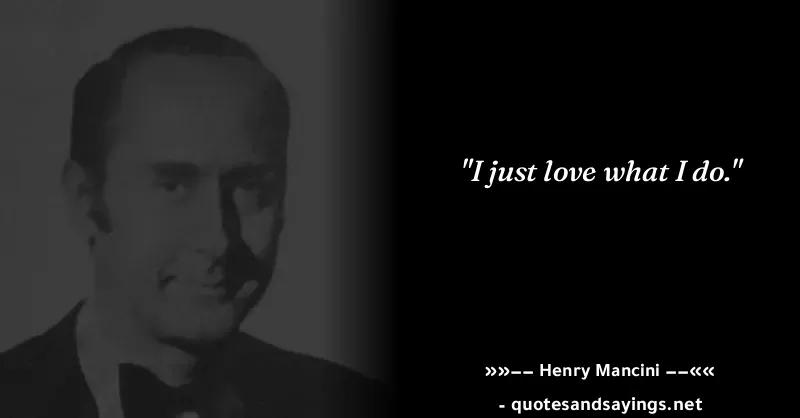 "I just love what I do."
»»−− Henry Mancini −−««
- quotesandsayings.net